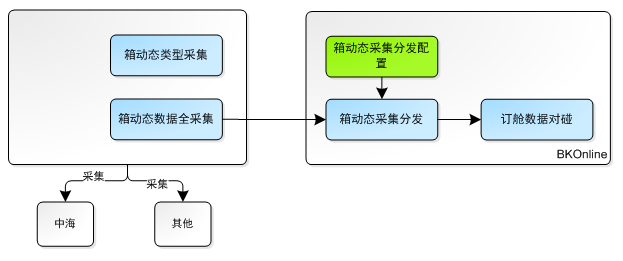 箱动态类型采集
箱动态采集分发配
置
箱动态数据全采集
箱动态采集分发
订舱数据对碰
BKOnline
采集
采集
中海
其他